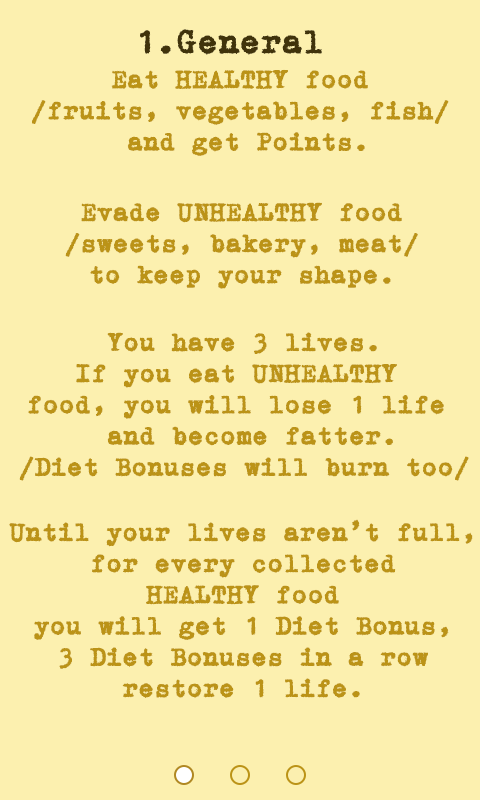 1.General
Eat HEALTHY food
/fruits, vegetables, fish/
and get Points.
Evade UNHEALTHY food
/sweets, bakery, meat/
to keep your shape.
You have 3 lives.
If you eat UNHEALTHY
food, you will lose 1 life
and become fatter.
/Diet Bonuses will burn too/
Until your lives aren't full,
for every collected
HEALTHY food
you will get 1 Diet Bonus,
3 Diet Bonuses in a row
restore 1 life.